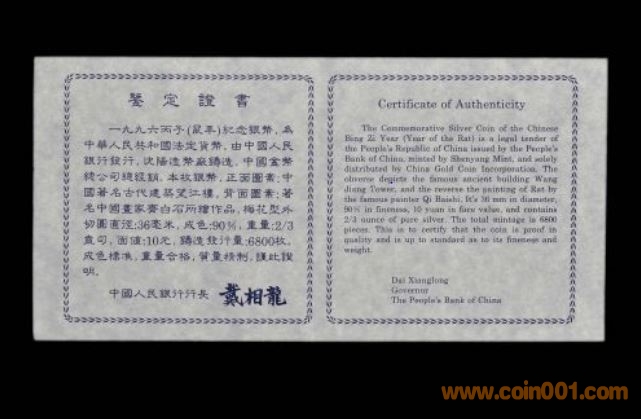 鑒定證書
一九九六丙子(鼠年)紀念銀幣，為
中華人民共和國法定貨幣，由中國人民
銀行發行，沈陽造幣廠鑄造，中國金幣
總公司總經銷。本枚銀幣，正面圖案:中
國著名古代建築望江樓，背面圖案:著
名中國畫家齊白石所繪作品，梅花型外
切圓直徑:36毫米，成色:90%，重量:2/3
盎司，面值:10元，鑄造發行量:6800枚。
成色標準，重量合格，質量精制，謹此證
明。
中國人民銀行行長 戴相龍
Certificate of Authenticity
The Commemorative Silver Coin of the Chinese
Bing Zi Year (Year of the Rat) is a legal tender of
the People's Republic of China issued by the People's
Bank of China, minted by Shenyang Mint, and solely
distributed by China Gold Coin Incorporation. The
obverse depicts the famous ancient building Wang
diang Tower, and the reverse the painting of Rat by
the famous painter Qi Baishi. It's 36 mm in diameter,
90% in fineness, 10 yuan in face value, and contains
2/3 ounce of pure silver. The total mintage is 6800
pieces. This is to certify that the coin is proof in
quality and is up to standard as to its fineness and
weight.
Dai Xianglong
Governor
The People's Bank of China
www.coin001.com